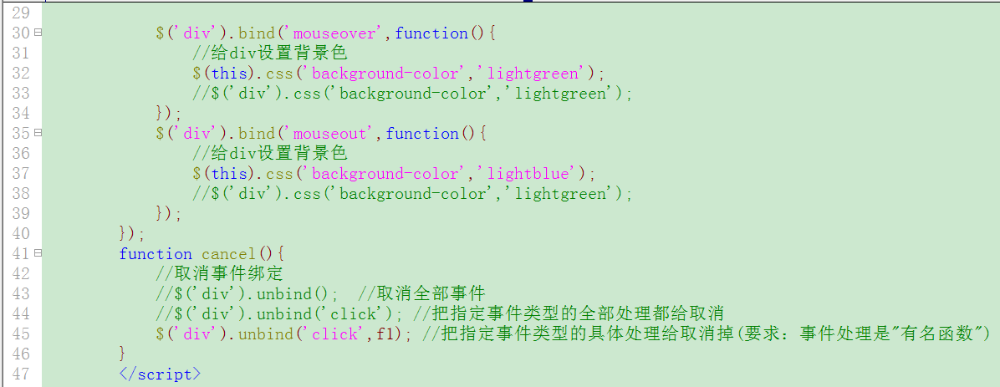 29
30 $('div').bind('mouseover',function(){
31 //给div设置背景色
32 $(this).css('background-color','lightgreen');
33 //$('div').css('background-color','lightgreen');
34 });
35 $('div').bind('mouseout',function(){
36 //给div设置背景色
37 $(this).css('background-color','lightblue');
38 //$('div').css('background-color','lightgreen');
39 });
40 });
41 function cancel(){
42 //取消事件绑定
43 //$('div').unbind(); //取消全部事件
44 //$('div').unbind('click'); //把指定事件类型的全部处理都给取消
45 $('div').unbind('click',f1); //把指定事件类型的具体处理给取消掉(要求：事件处理是"有名函数")
46 }
47 </script>